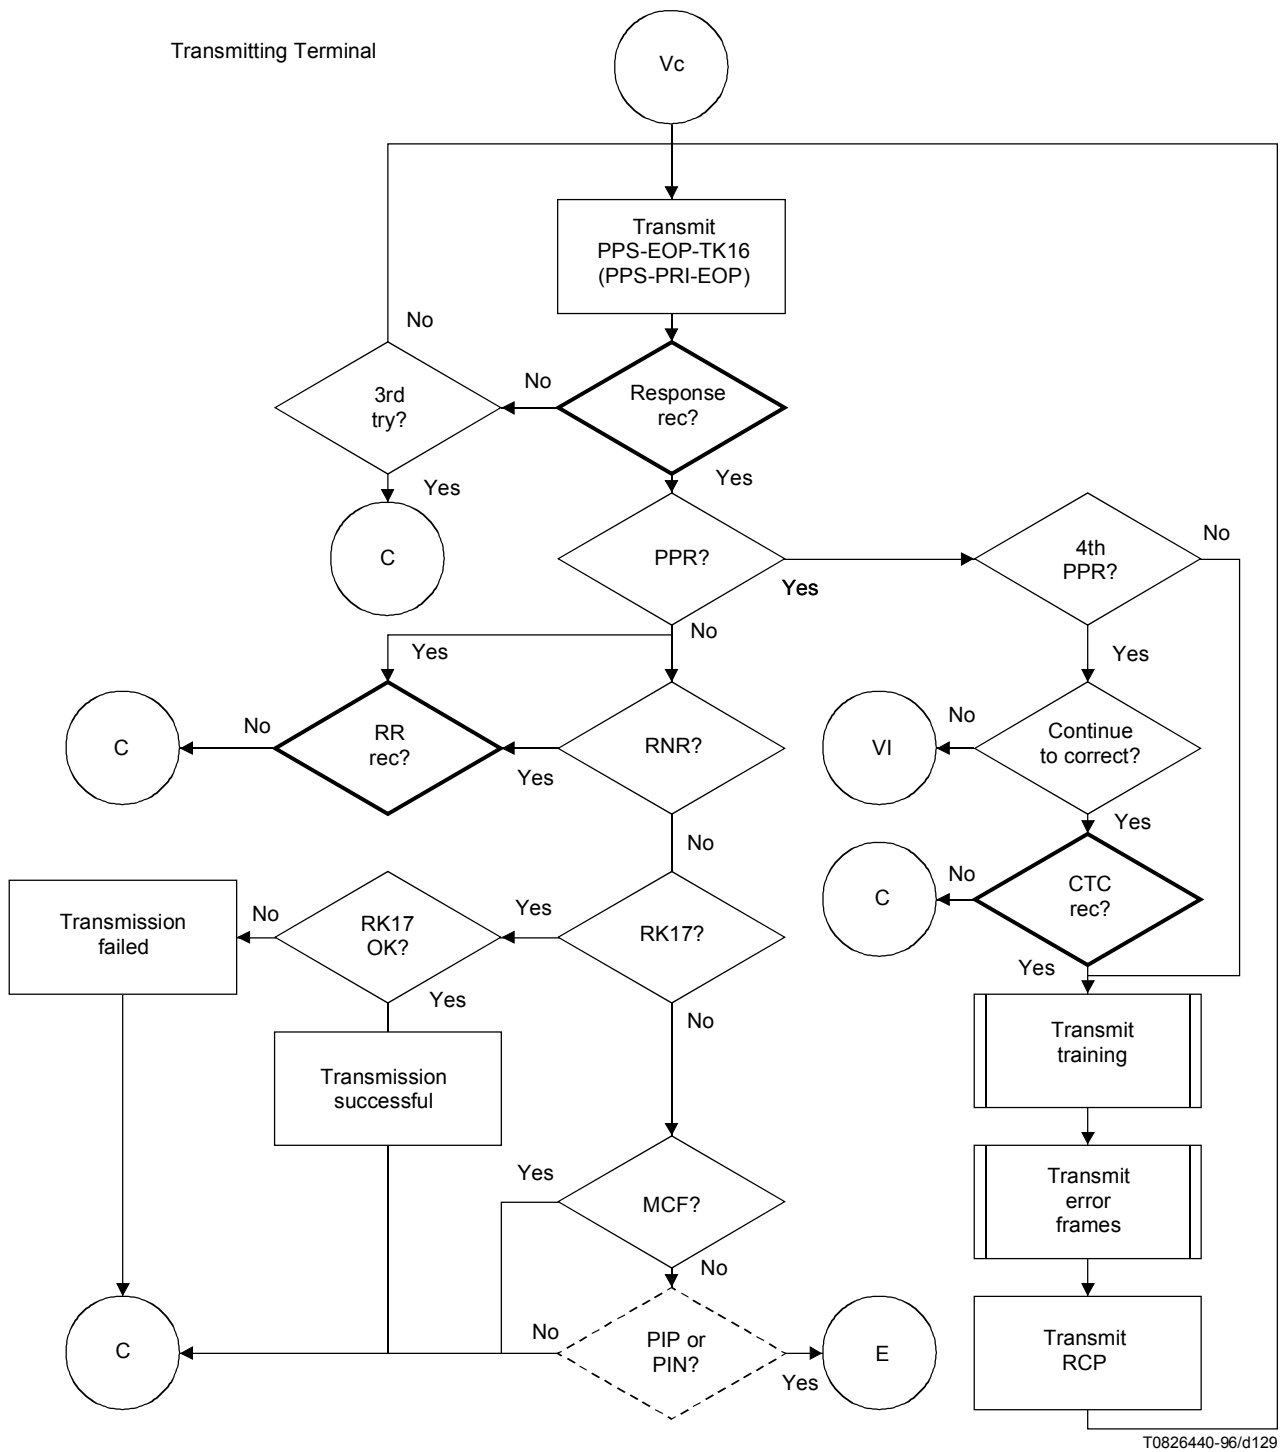 Transmitting Terminal
Vc
Transmit
PPS-EOP-TK16
(PPS-PRI-EOP)
No
3rd
try?
No
Response
rec?
Yes
Yes
C
PPR?
Yes
4th
PPR?
No
No
Yes
Yes
C
No
RR
rec?
Yes
RNR?
VI
No
Continue
to correct?
No
Yes
C
No
CTC
rec?
Transmission
failed
No
RK17
OK?
Yes
RK17?
Yes
Yes
No
Transmit
training
Transmission
successful
Yes
MCF?
Transmit
error
frames
No
C
No
PIP or
PIN?
Yes
E
Transmit
RCP
T0826440-96/d129